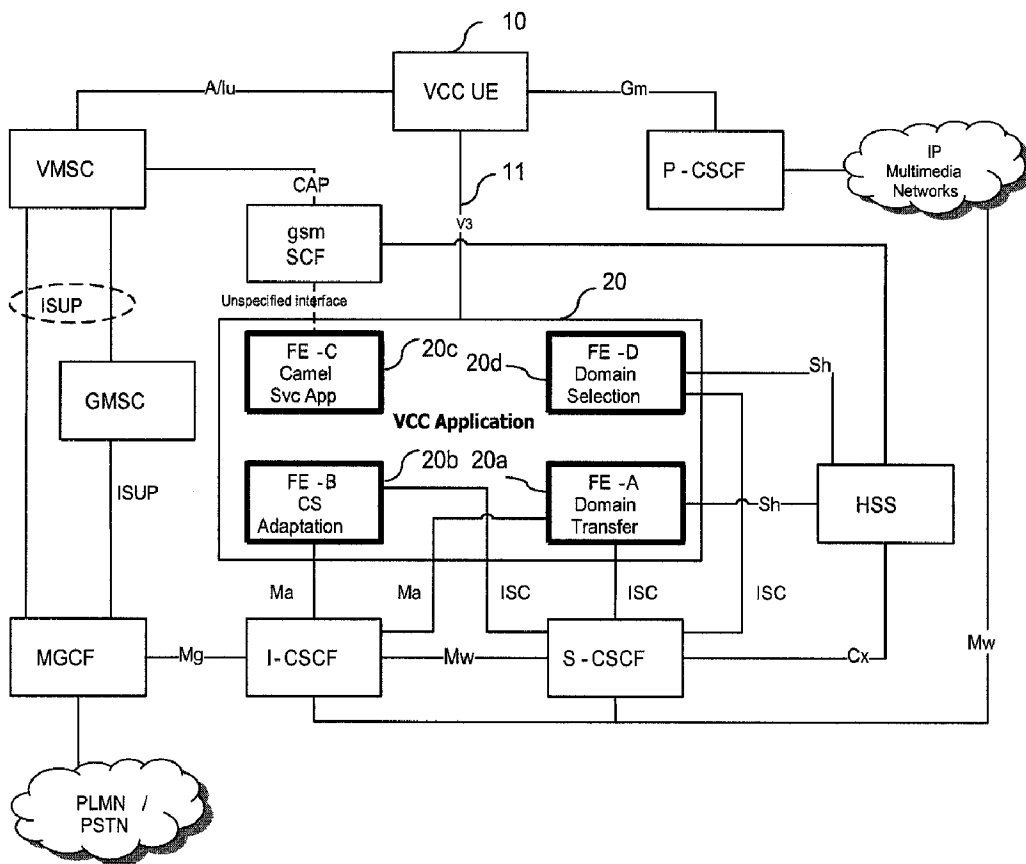 10
VCC UE
A/Iu
Gm
VMSC
P - CSCF
IP
Multimedia
Networks
CAP
11
gsm
SCF
V3
Unspecified interface
20
ISUP
FE - C
Camel
Svc App
20c
20d
FE - D
Domain
Selection
Sh
GMSC
VCC Application
20b
20a
ISUP
FE - B
CS
Adaptation
FE - A
Domain
Transfer
Sh
HSS
Ma
Ma
ISC
ISC
ISC
MGCF
Mg
I - CSCF
Mw
S - CSCF
Cx
Mw
PLMN /
PSTN